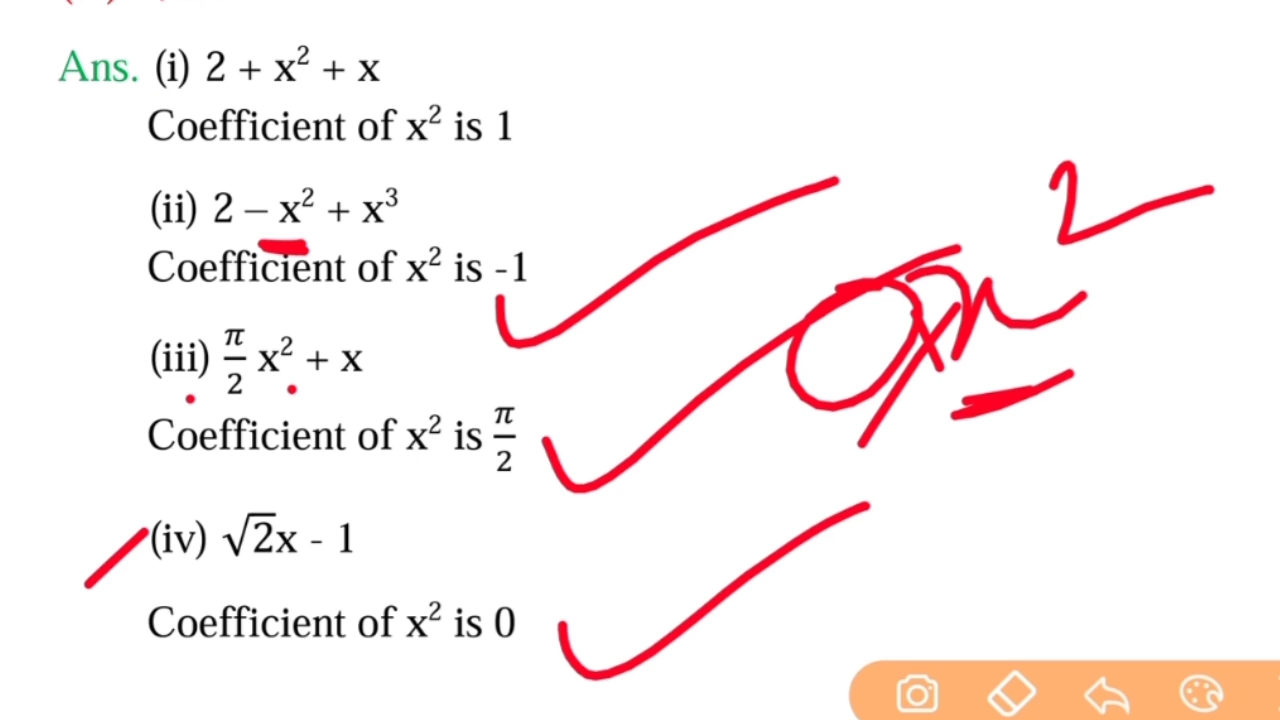 Ans. (i) 2 + x² + x
Coefficient of x² is 1
(ii) 2 – x² + x³
Coefficient of x² is -1
(iii) π/2 x² + x
Coefficient of x² is π/2
(iv) √2x - 1
Coefficient of x² is 0